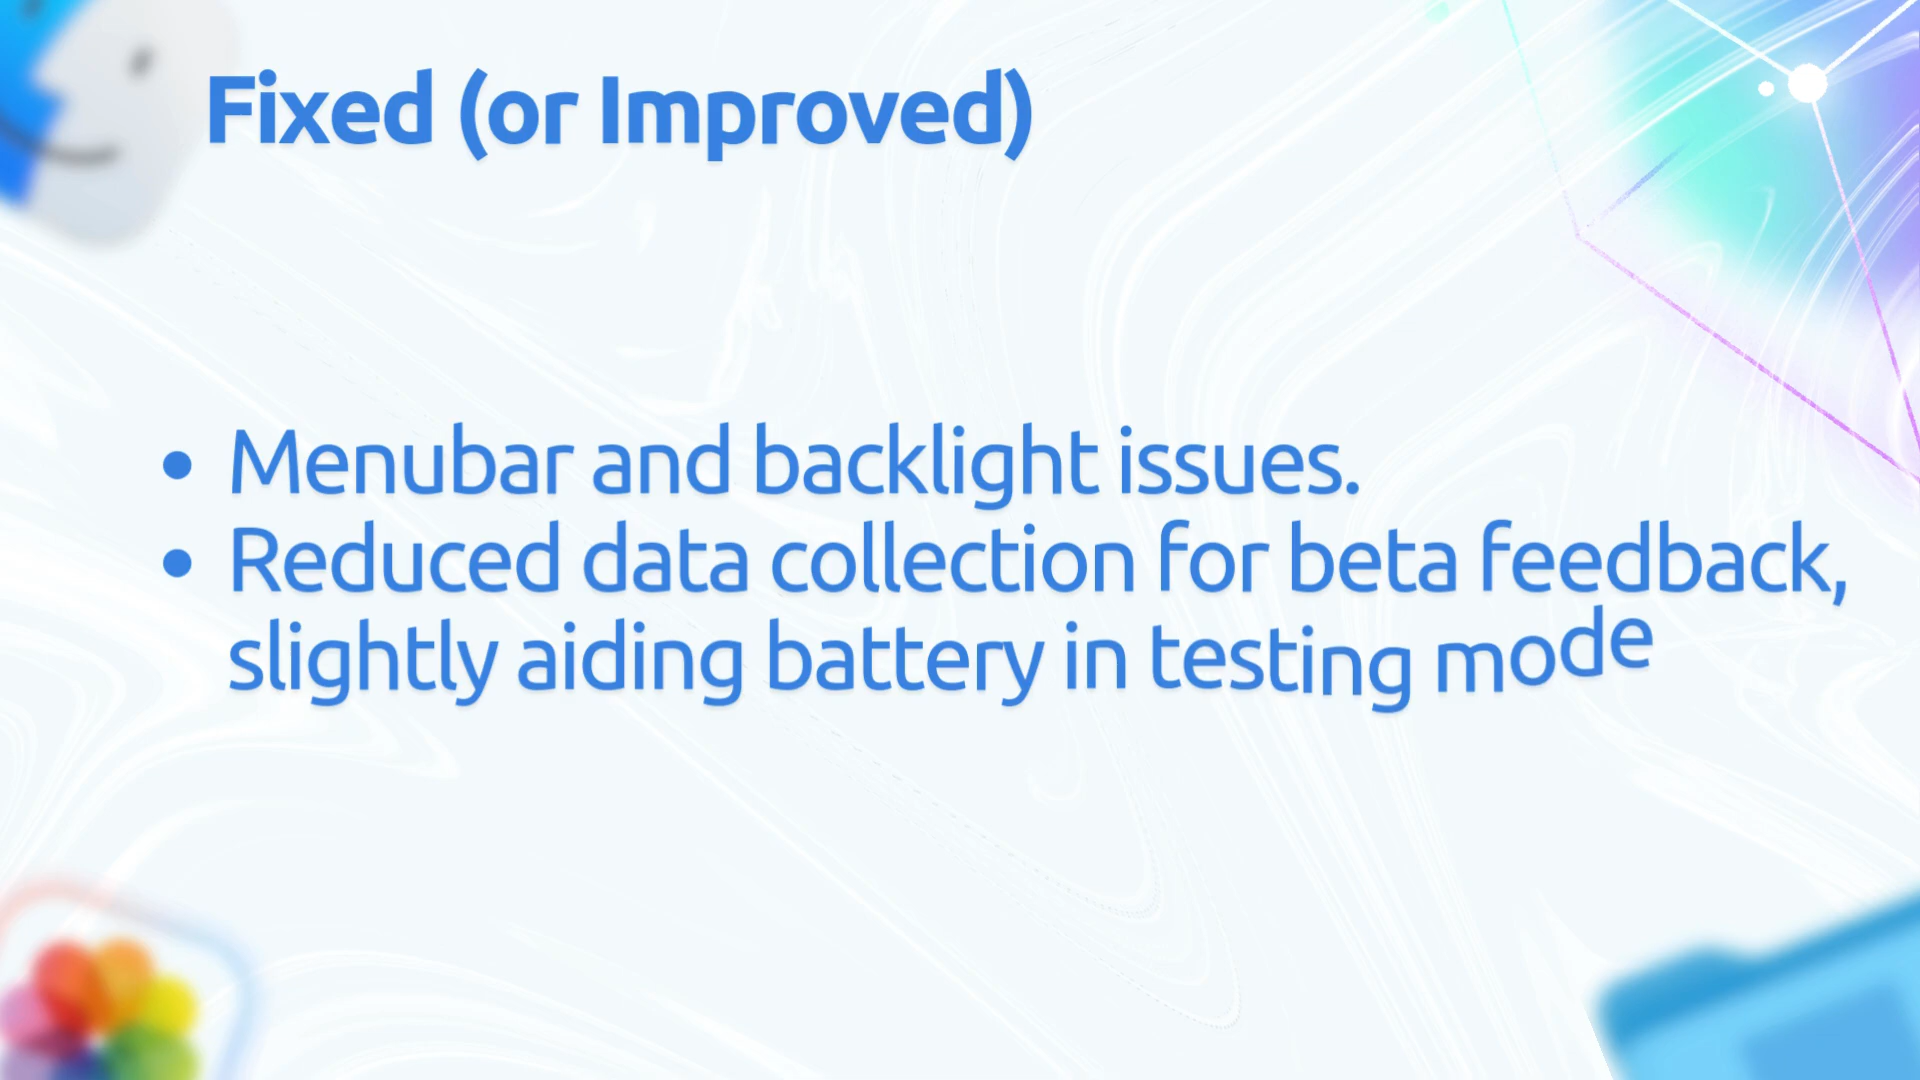 Fixed (or Improved)
• Menubar and backlight issues.
• Reduced data collection for beta feedback,
slightly aiding battery in testing mode